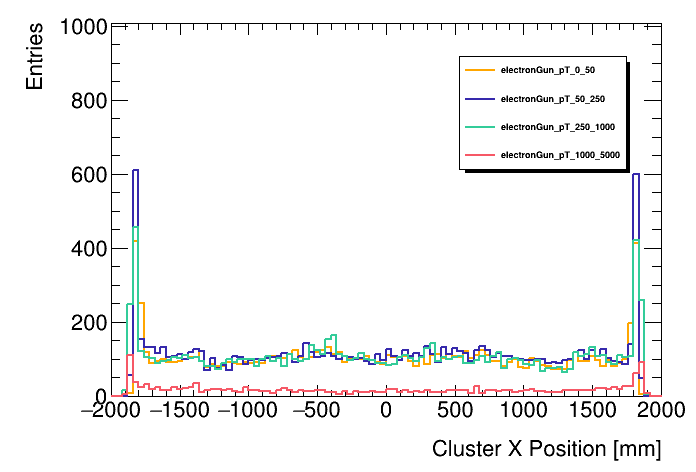 Entries
1000
800
600
400
200
0
electronGun_pT_0_50
electronGun_pT_50_250
electronGun_pT_250_1000
electronGun_pT_1000_5000
−2000 −1500 −1000 −500 0 500 1000 1500 2000
Cluster X Position [mm]